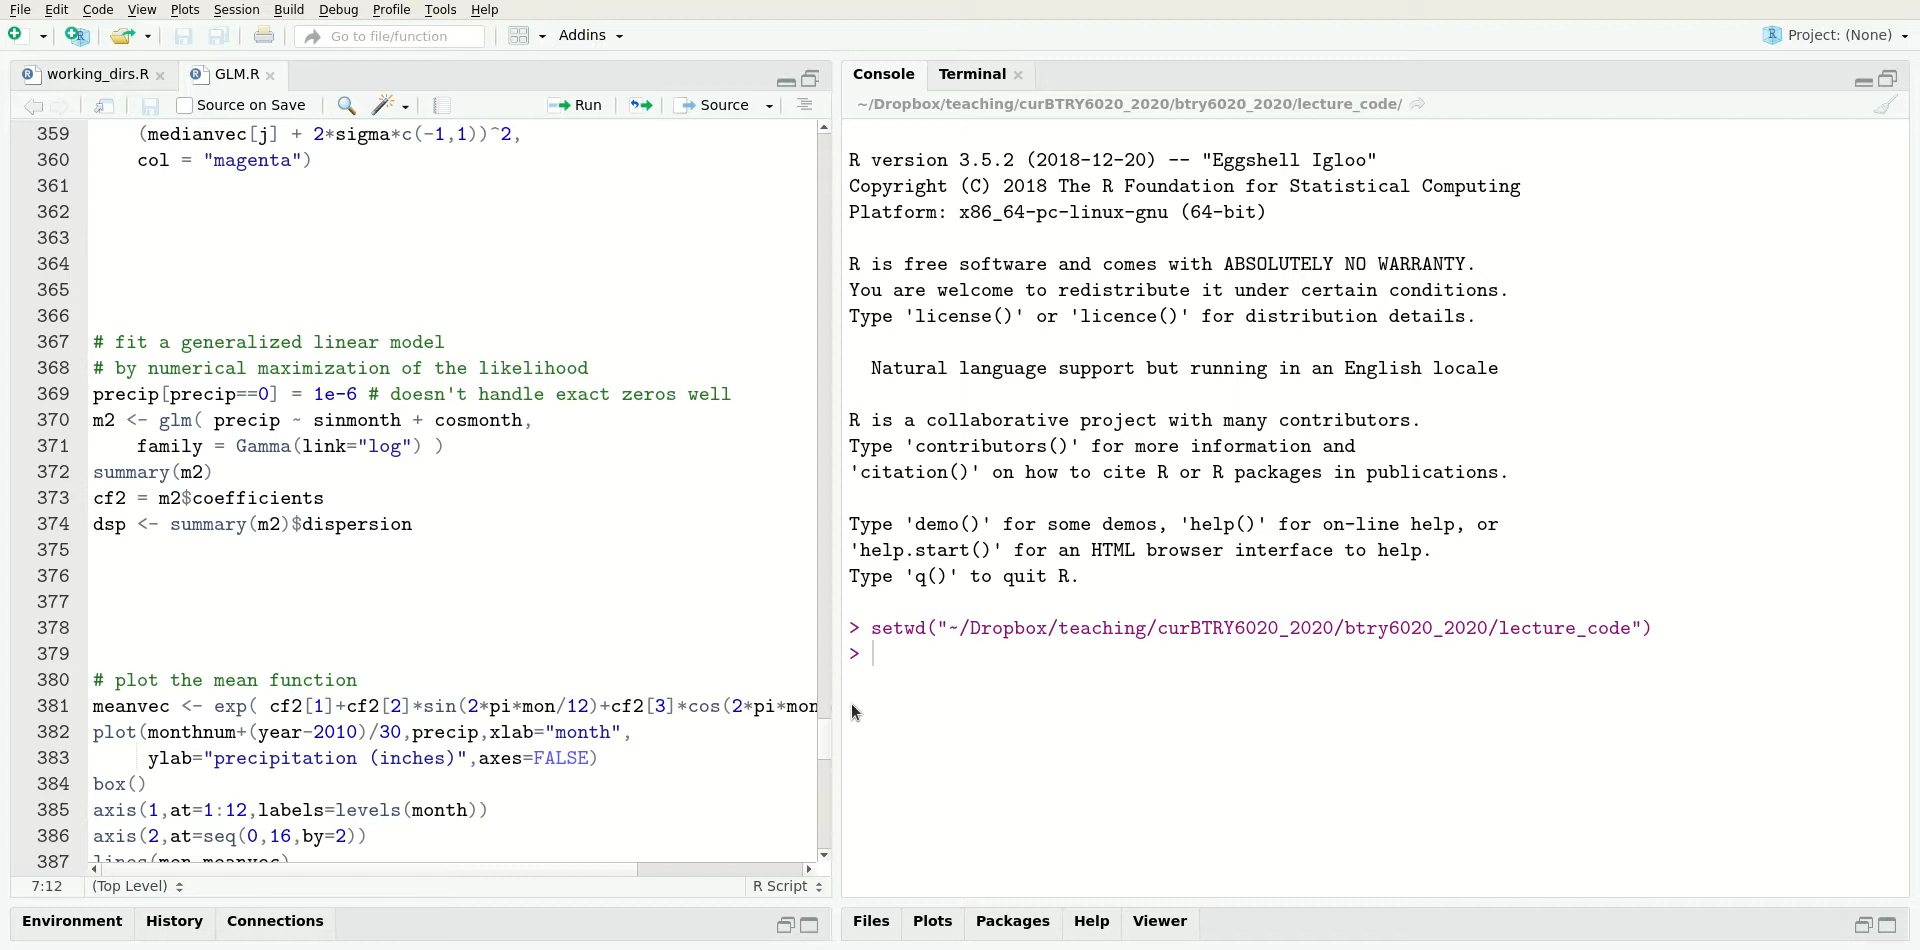 File Edit Code View Plots Session Build Debug Profile Tools Help
Go to file/function Addins Project: (None)
working_dirs.R GLM.R
Source on Save Run Source
359 (medianvec[j] + 2*sigma*c(-1,1))^2,
360 col = "magenta")
361
362
363
364
365
366
367 # fit a generalized linear model
368 # by numerical maximization of the likelihood
369 precip[precip==0] = 1e-6 # doesn't handle exact zeros well
370 m2 <- glm( precip ~ sinmonth + cosmonth,
371 family = Gamma(link="log") )
372 summary(m2)
373 cf2 = m2$coefficients
374 dsp <- summary(m2)$dispersion
375
376
377
378
379
380 # plot the mean function
381 meanvec <- exp( cf2[1]+cf2[2]*sin(2*pi*mon/12)+cf2[3]*cos(2*pi*mon
382 plot(monthnum+(year-2010)/30,precip,xlab="month",
383 ylab="precipitation (inches)",axes=FALSE)
384 box()
385 axis(1,at=1:12,labels=levels(month))
386 axis(2,at=seq(0,16,by=2))
387 lines(mon,meanvec)
7:12 (Top Level) R Script
Environment History Connections
Console Terminal
~/Dropbox/teaching/curBTRY6020_2020/btry6020_2020/lecture_code/
R version 3.5.2 (2018-12-20) -- "Eggshell Igloo"
Copyright (C) 2018 The R Foundation for Statistical Computing
Platform: x86_64-pc-linux-gnu (64-bit)
R is free software and comes with ABSOLUTELY NO WARRANTY.
You are welcome to redistribute it under certain conditions.
Type 'license()' or 'licence()' for distribution details.
Natural language support but running in an English locale
R is a collaborative project with many contributors.
Type 'contributors()' for more information and
'citation()' on how to cite R or R packages in publications.
Type 'demo()' for some demos, 'help()' for on-line help, or
'help.start()' for an HTML browser interface to help.
Type 'q()' to quit R.
> setwd("~/Dropbox/teaching/curBTRY6020_2020/btry6020_2020/lecture_code")
>
Files Plots Packages Help Viewer